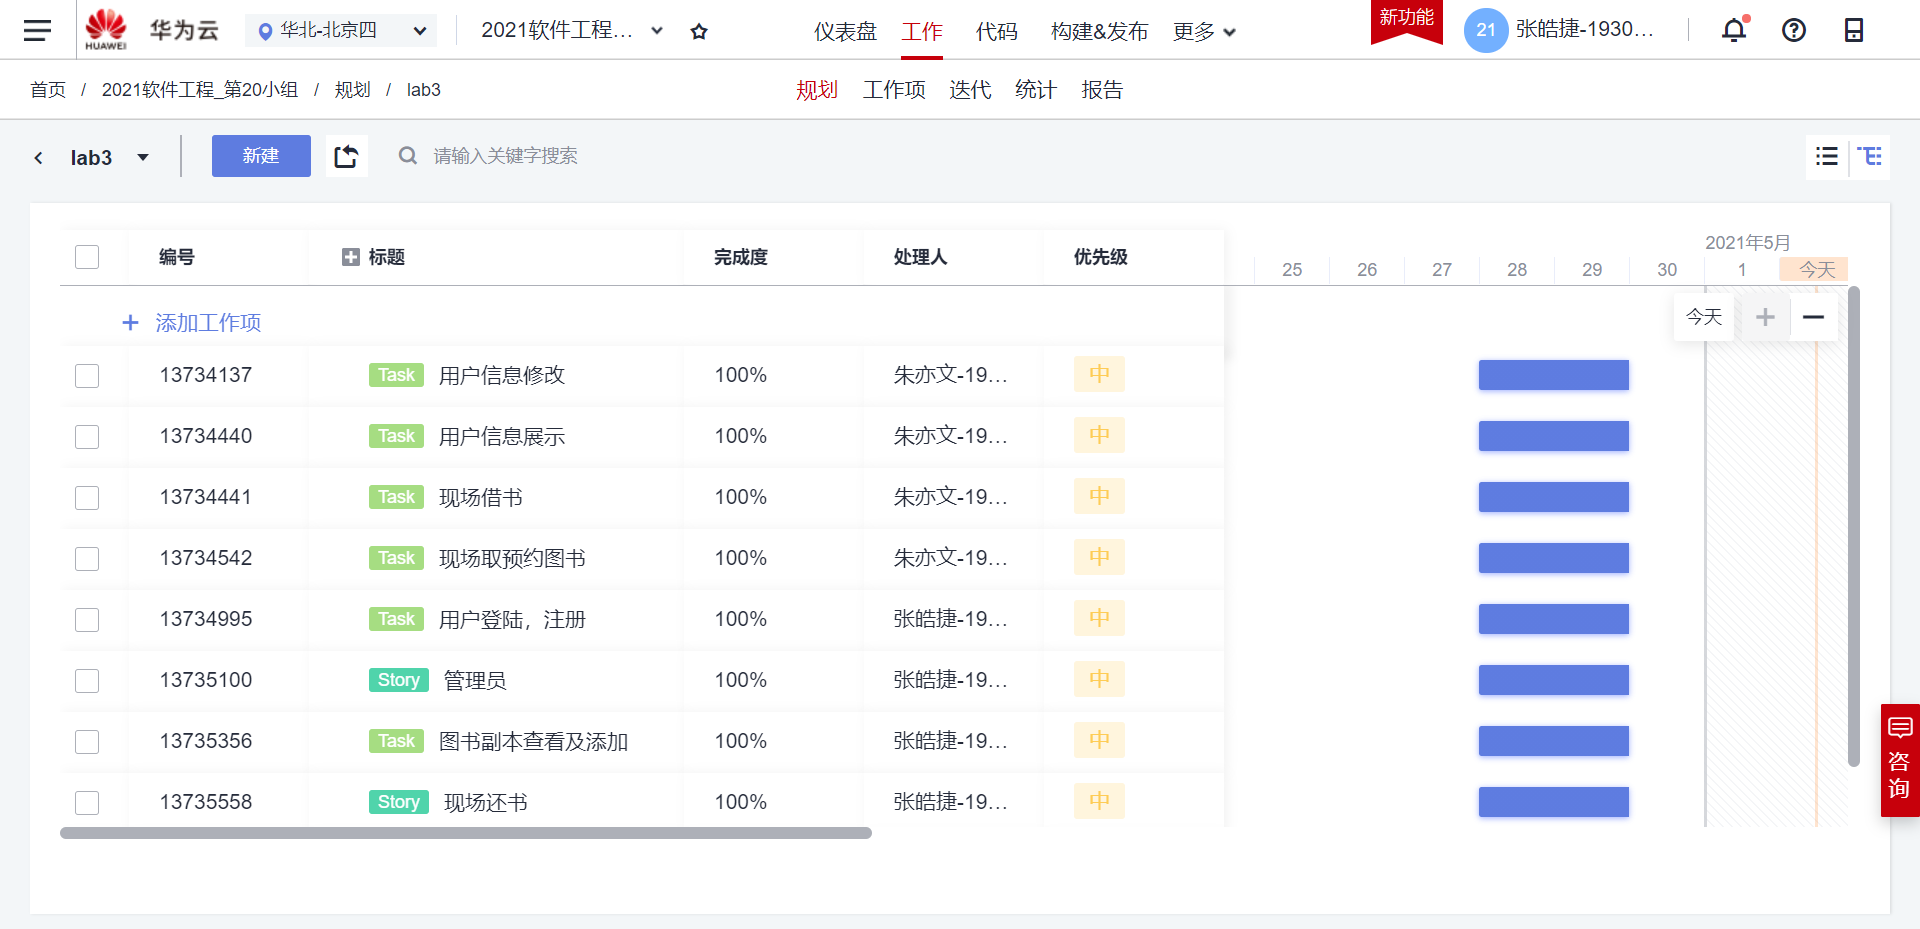 HUAWEI 华为云 华北-北京四 2021软件工程... 仪表盘 工作 代码 构建&发布 更多 新功能 21 张皓捷-1930...
首页 / 2021软件工程_第20小组 / 规划 / lab3 规划 工作项 迭代 统计 报告
lab3 新建 请输入关键字搜索
2021年5月
编号 标题 完成度 处理人 优先级 25 26 27 28 29 30 1 今天
+ 添加工作项 今天 + —
13734137 Task 用户信息修改 100% 朱亦文-19... 中
13734440 Task 用户信息展示 100% 朱亦文-19... 中
13734441 Task 现场借书 100% 朱亦文-19... 中
13734542 Task 现场取预约图书 100% 朱亦文-19... 中
13734995 Task 用户登陆，注册 100% 张皓捷-19... 中
13735100 Story 管理员 100% 张皓捷-19... 中
13735356 Task 图书副本查看及添加 100% 张皓捷-19... 中
13735558 Story 现场还书 100% 张皓捷-19... 中
咨询